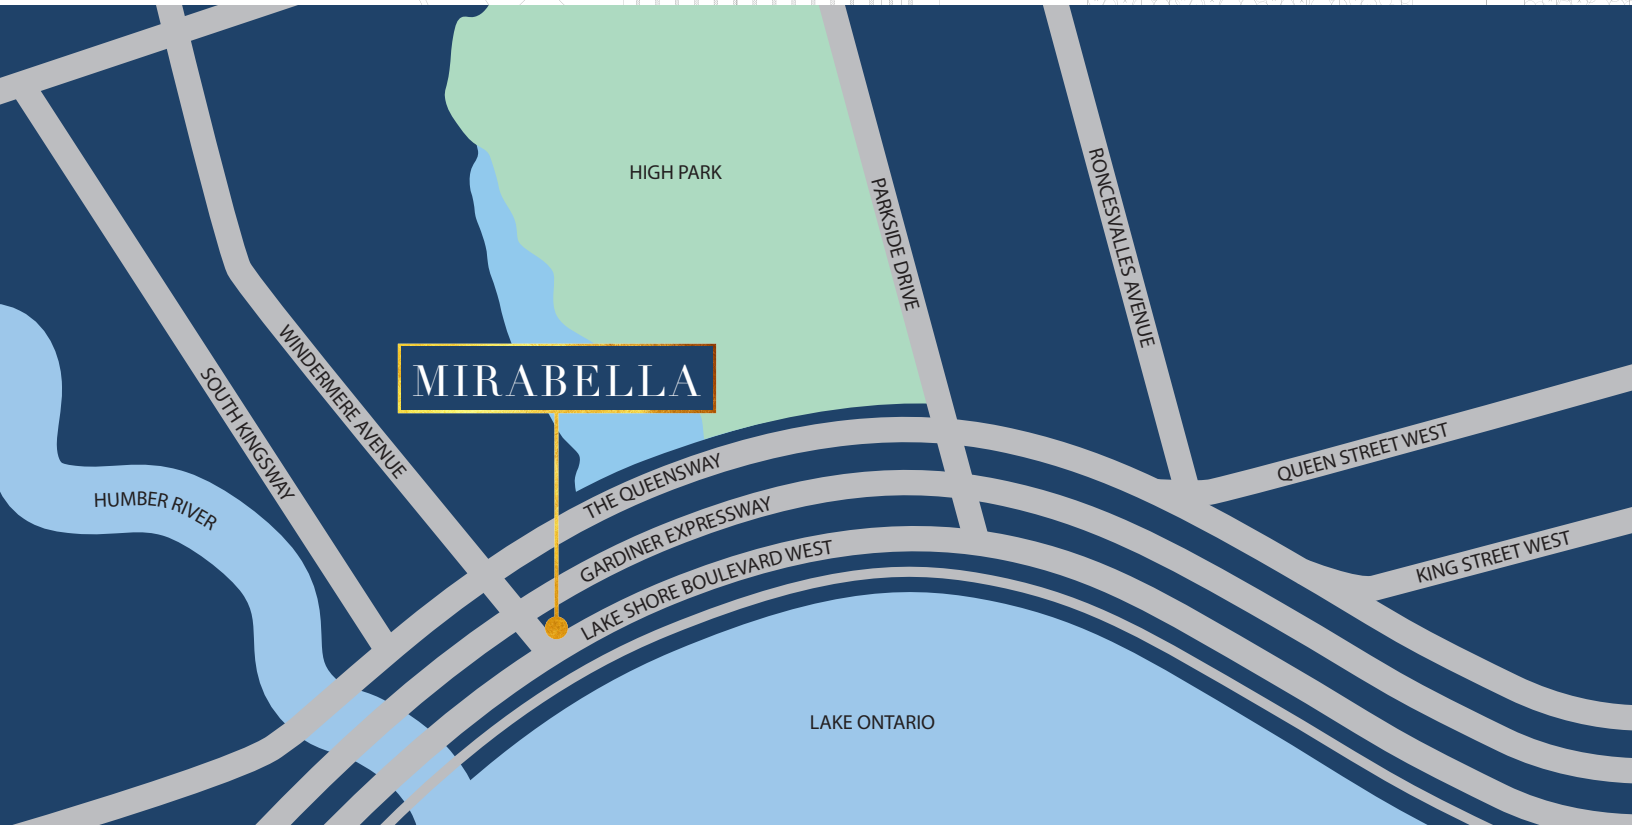 HIGH PARK
PARKSIDE DRIVE
RONCESVALLES AVENUE
WINDERMERE AVENUE
SOUTH KINGSWAY
MIRABELLA
HUMBER RIVER
THE QUEENSWAY
GARDINER EXPRESSWAY
LAKE SHORE BOULEVARD WEST
QUEEN STREET WEST
KING STREET WEST
LAKE ONTARIO